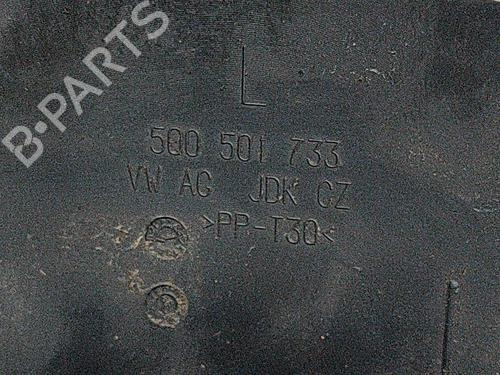 B-PARTS
L
5Q0 501 733
VW AG JDK CZ
>PP-T30<